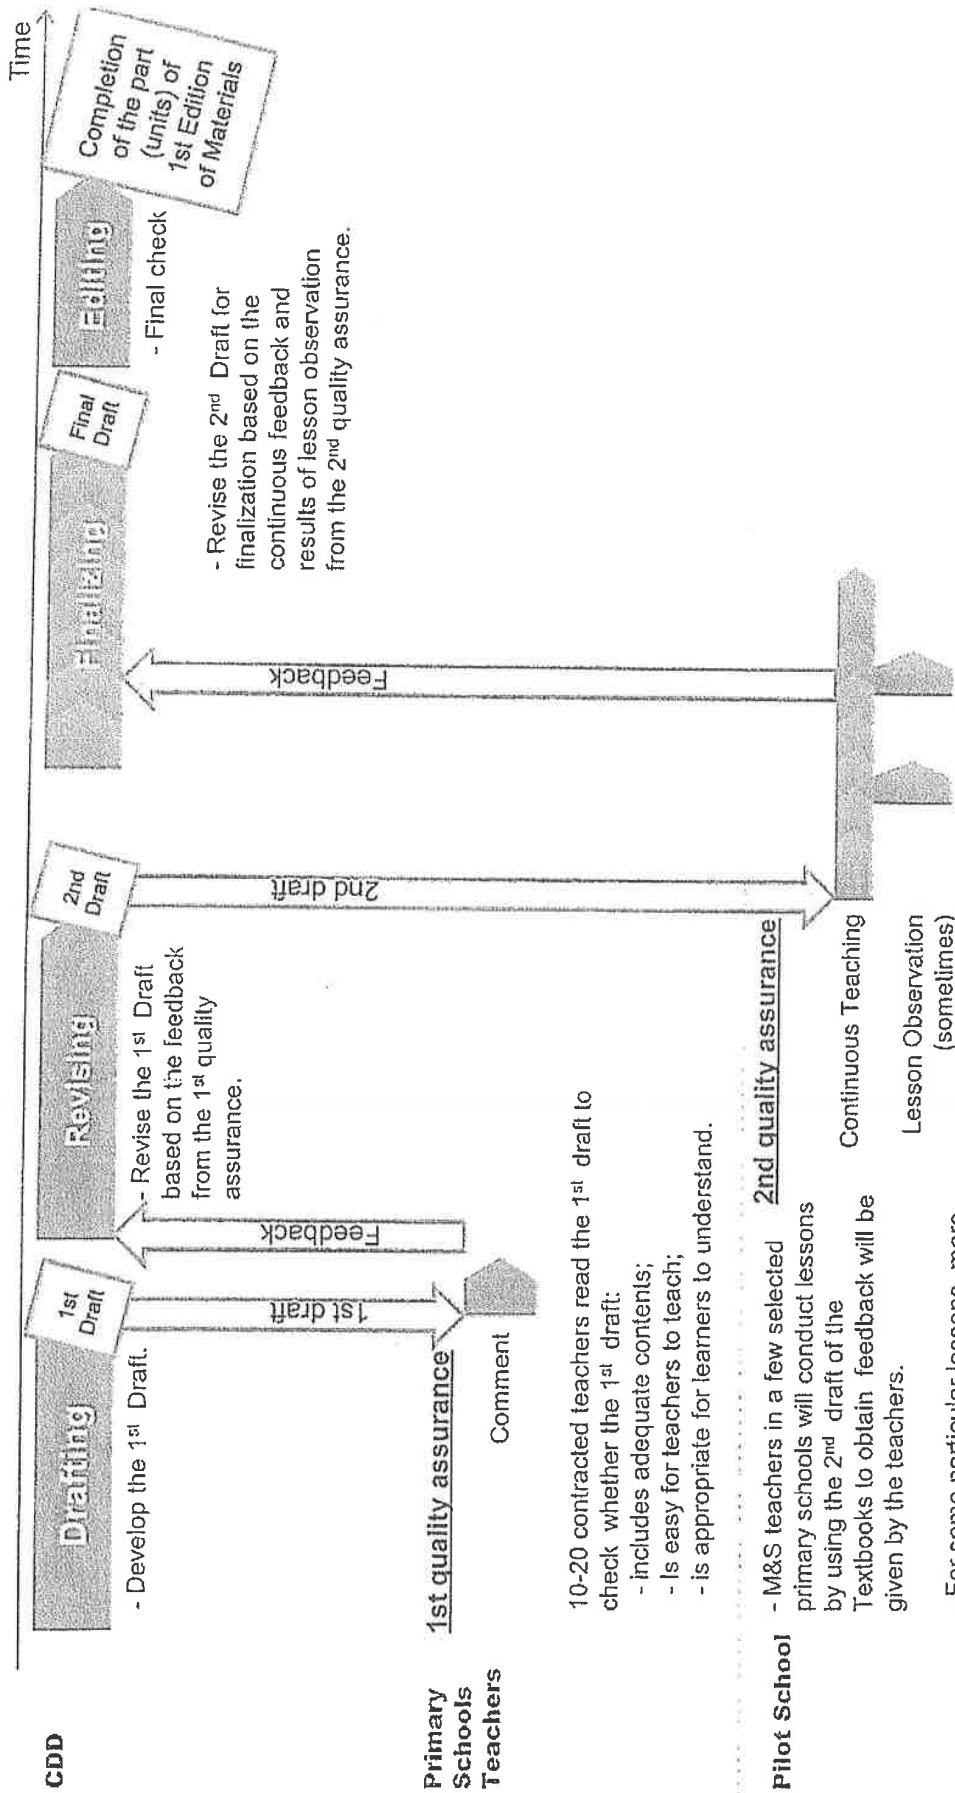 Time
CDD
Drafting
1st
Draft
Revising
2nd
Draft
Finalizing
Final
Draft
Editing
Completion
of the part
(units) of
1st Edition
of Materials
- Develop the 1st Draft.
- Revise the 1st Draft
based on the feedback
from the 1st quality
assurance.
- Final check
- Revise the 2nd Draft for
finalization based on the
continuous feedback and
results of lesson observation
from the 2nd quality assurance.
1st draft
Feedback
2nd draft
Feedback
Primary
Schools
Teachers
1st quality assurance
Comment
10-20 contracted teachers read the 1st draft to
check whether the 1st draft:
- includes adequate contents;
- Is easy for teachers to teach;
- is appropriate for learners to understand.
Pilot School
- M&S teachers in a few selected
primary schools will conduct lessons
by using the 2nd draft of the
Textbooks to obtain feedback will be
given by the teachers.
2nd quality assurance
Continuous Teaching
Lesson Observation
(sometimes)
For some particular lessons, more